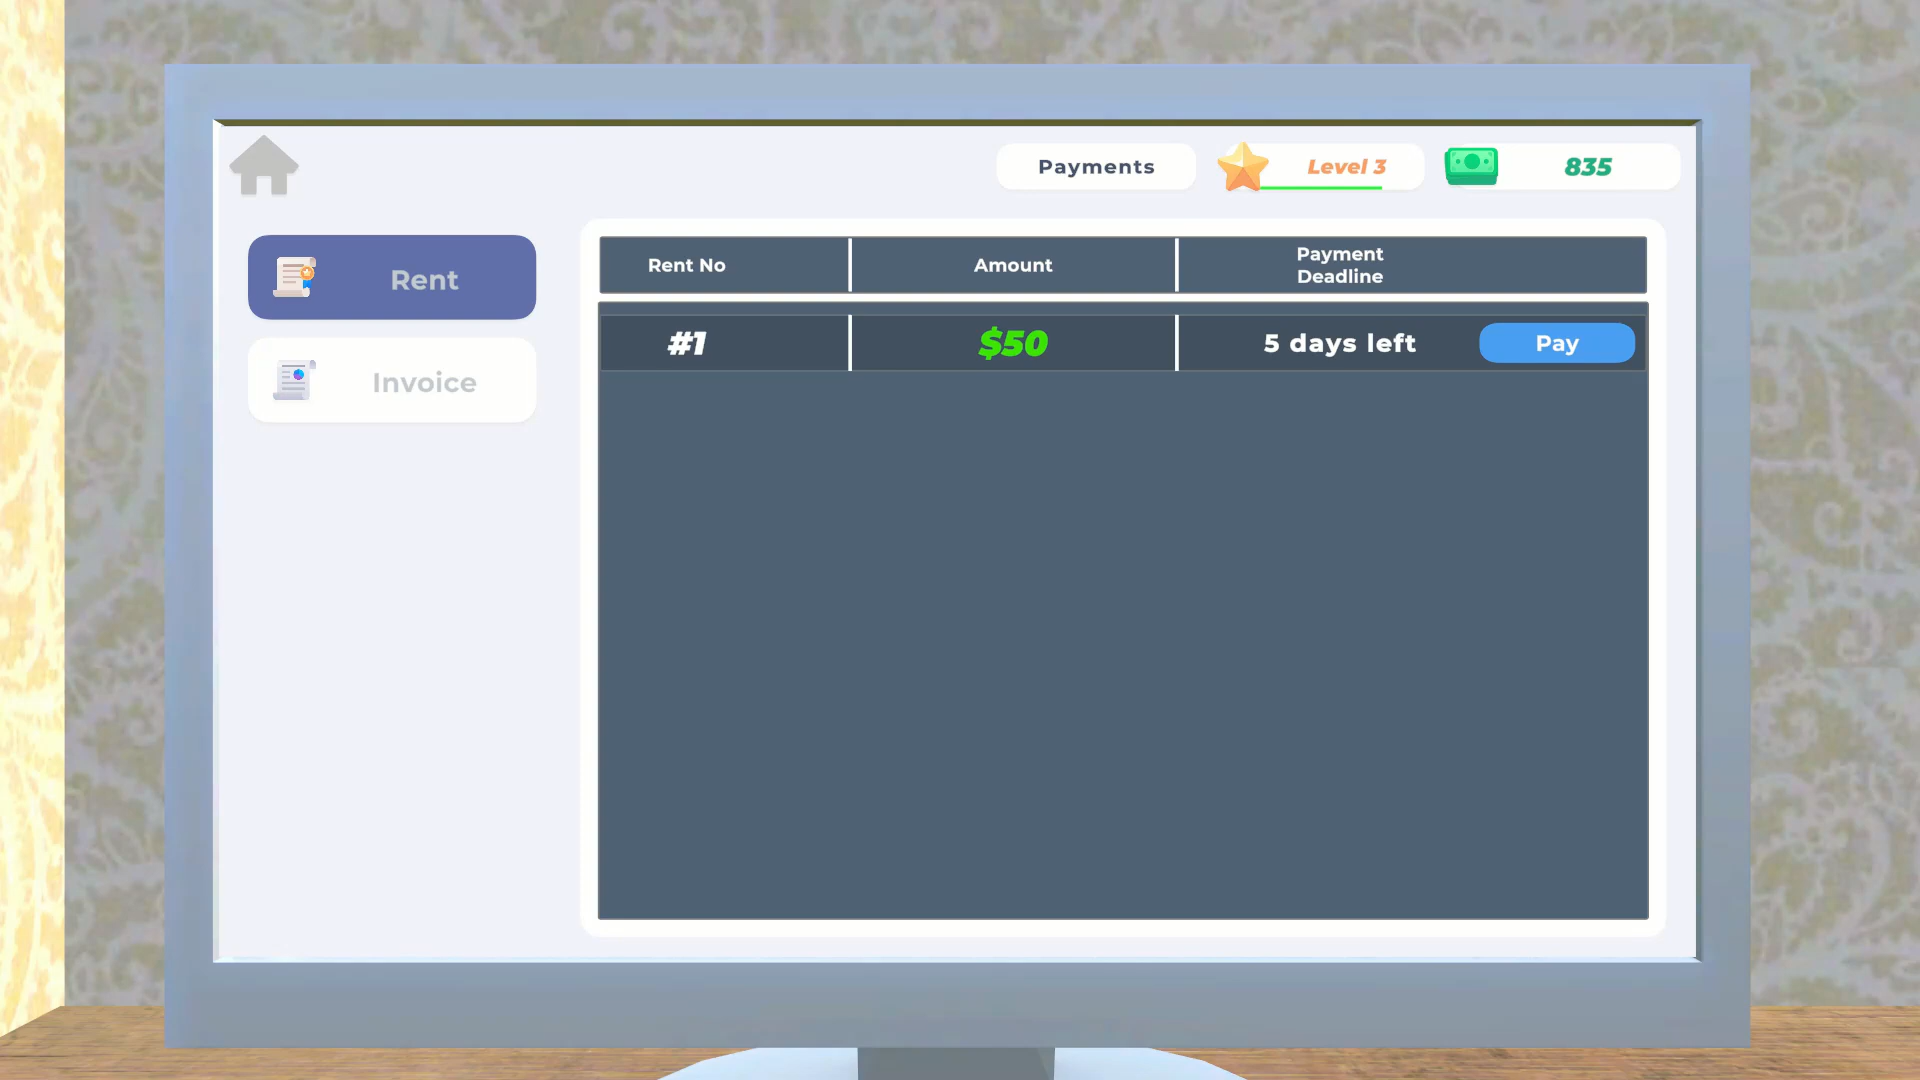 Payments
Level 3
835
Rent
Invoice
Rent No
Amount
Payment
Deadline
#1
$50
5 days left
Pay